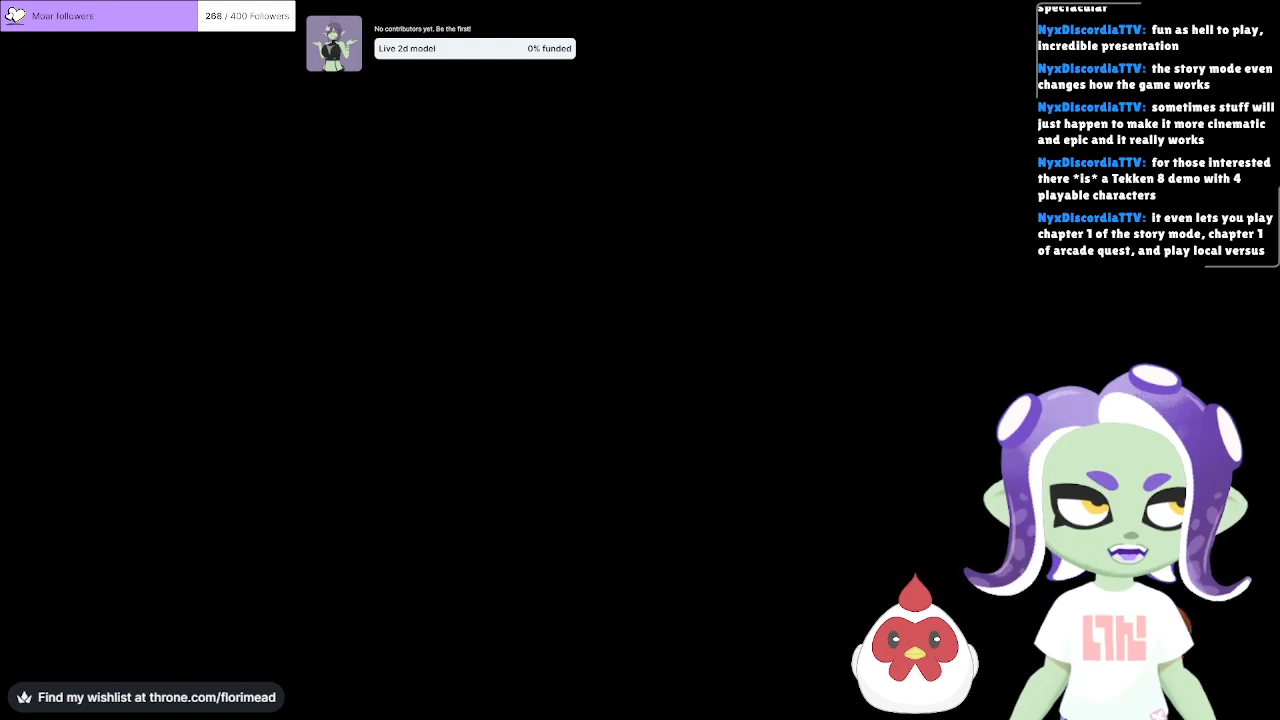 Moar followers
268 / 400 Followers
No contributors yet. Be the first!
Live 2d model
0% funded
spectacular
NyxDiscordiaTTV: fun as hell to play,
incredible presentation
NyxDiscordiaTTV: the story mode even
changes how the game works
NyxDiscordiaTTV: sometimes stuff will
just happen to make it more cinematic
and epic and it really works
NyxDiscordiaTTV: for those interested
there *is* a Tekken 8 demo with 4
playable characters
NyxDiscordiaTTV: it even lets you play
chapter 1 of the story mode, chapter 1
of arcade quest, and play local versus
Find my wishlist at throne.com/florimead